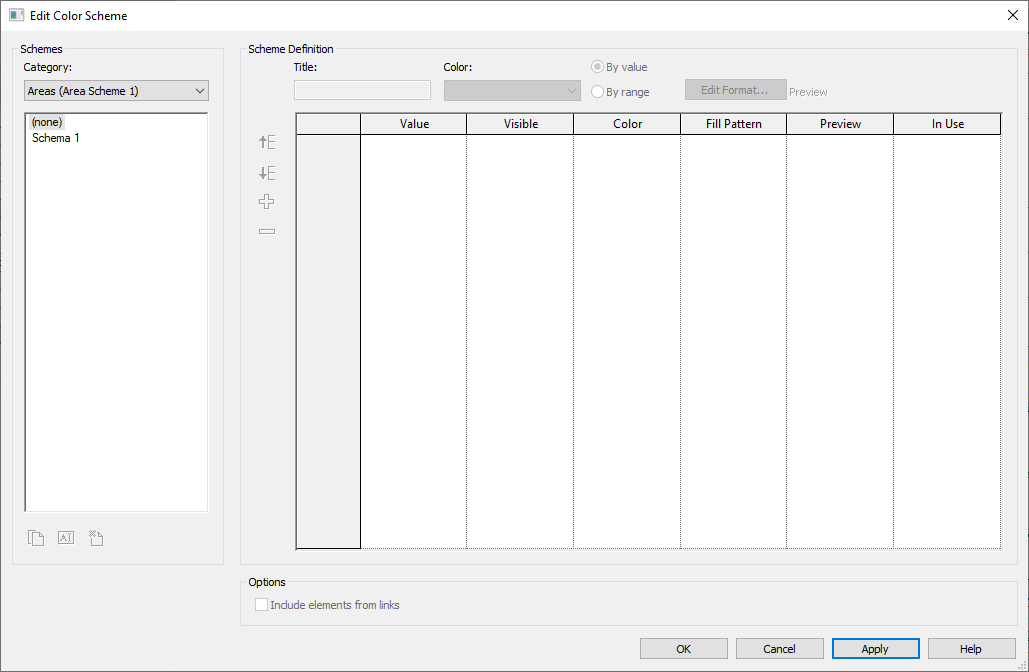 Edit Color Scheme
Schemes
Category:
Areas (Area Scheme 1)
(none)
Schema 1
Scheme Definition
Title:
Color:
By value
By range
Edit Format...
Preview
Value
Visible
Color
Fill Pattern
Preview
In Use
Options
Include elements from links
OK
Cancel
Apply
Help